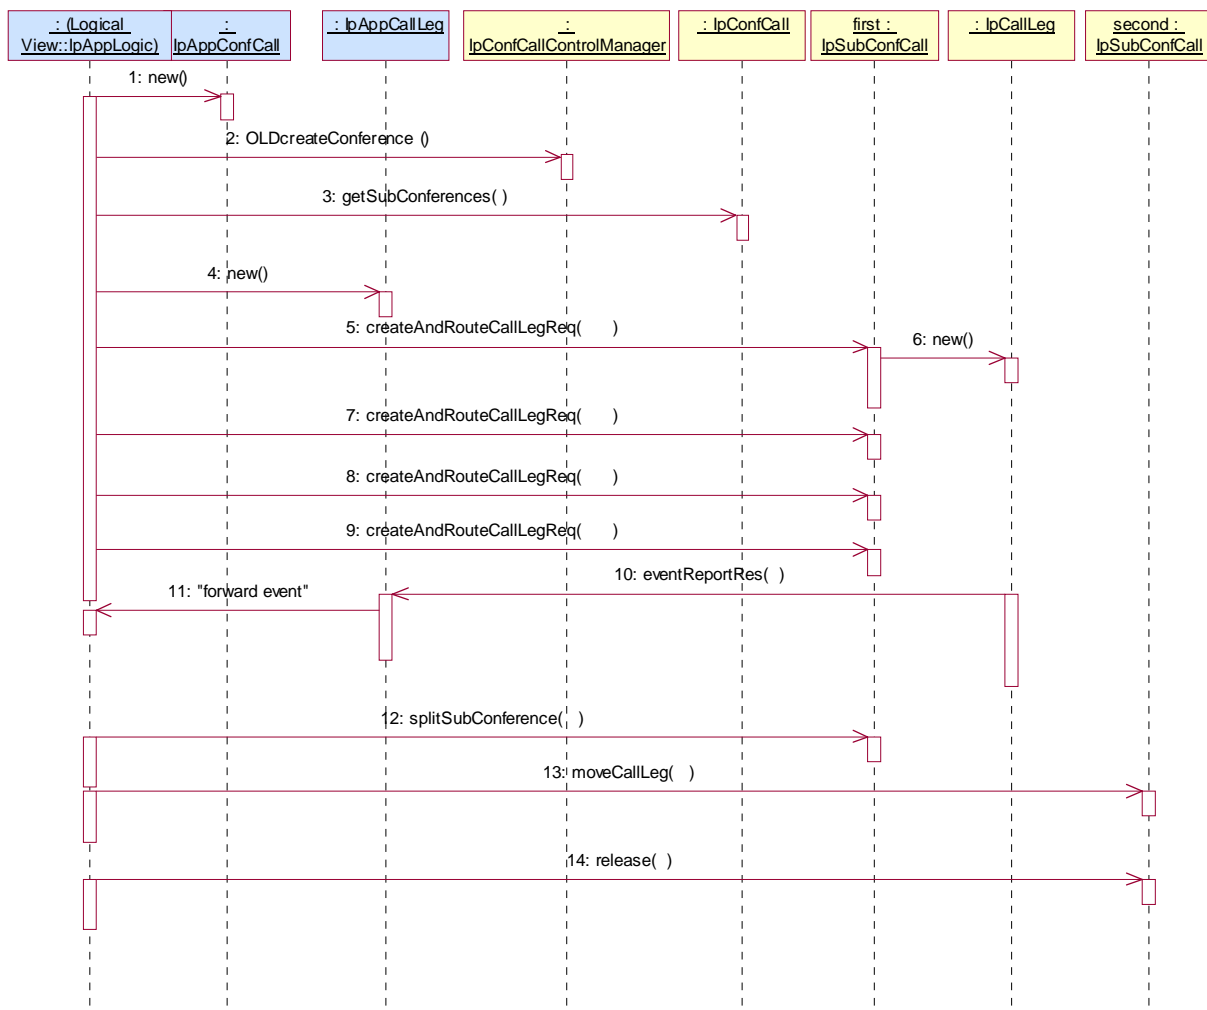 : (Logical
View::IpAppLogic)
:
IpAppConfCall
: IpAppCallLeg
:
IpConfCallControlManager
: IpConfCall
first :
IpSubConfCall
: IpCallLeg
second :
IpSubConfCall
1: new()
2: OLDcreateConference ()
3: getSubConferences( )
4: new()
5: createAndRouteCallLegReq( )
6: new()
7: createAndRouteCallLegReq( )
8: createAndRouteCallLegReq( )
9: createAndRouteCallLegReq( )
10: eventReportRes( )
11: "forward event"
12: splitSubConference( )
13: moveCallLeg( )
14: release( )